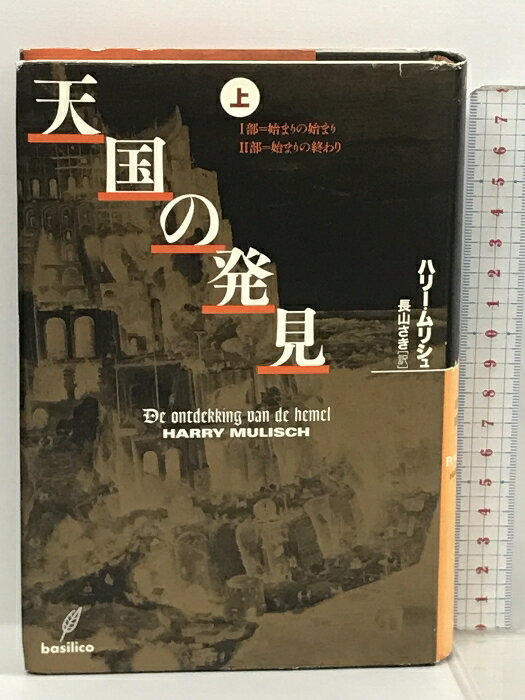 天国の発見
上
I部＝始まりの始まり
II部＝始まりの終わり
ハリー・ムリシュ
長山さき[訳]
De ontdekking van de hemel
HARRY MULISCH
basilico